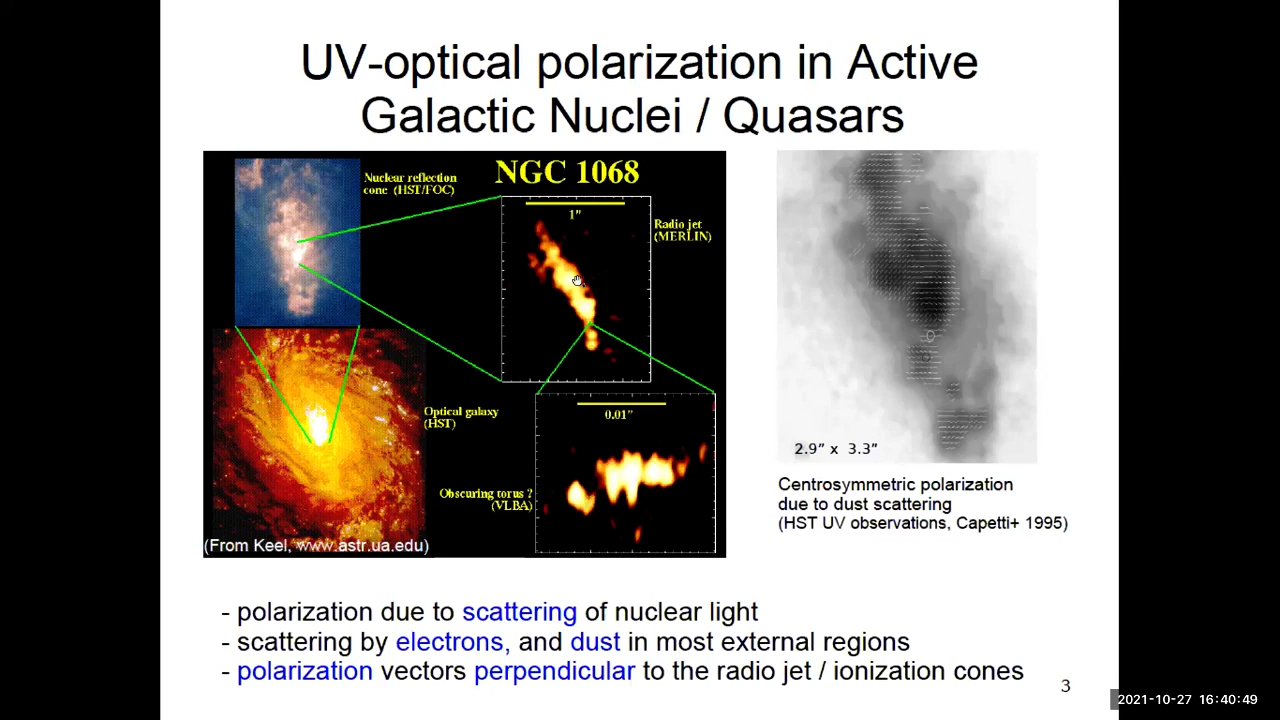 UV-optical polarization in Active
Galactic Nuclei / Quasars
Nuclear reflection
cone (HST/FOC)
NGC 1068
1"
Radio jet
(MERLIN)
Optical galaxy
(HST)
0.01"
Obscuring torus ?
(VLBA)
(From Keel, www.astr.ua.edu)
2.9" x 3.3"
Centrosymmetric polarization
due to dust scattering
(HST UV observations, Capetti+ 1995)
- polarization due to scattering of nuclear light
- scattering by electrons, and dust in most external regions
- polarization vectors perpendicular to the radio jet / ionization cones
3
2021-10-27 16:40:49